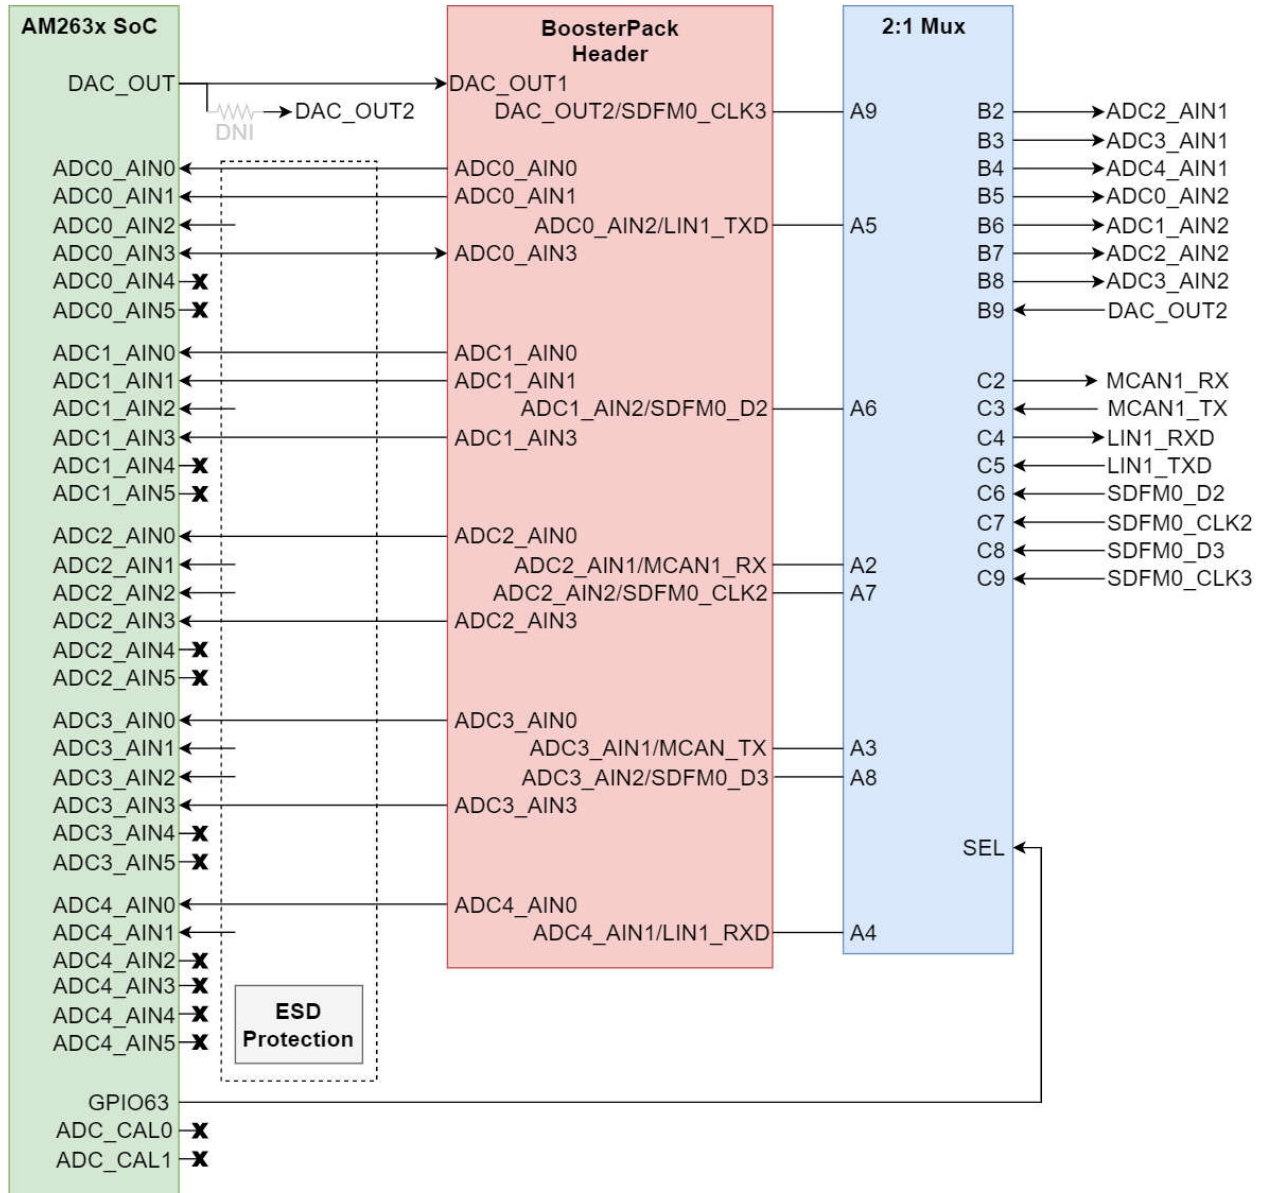 AM263x SoC
DAC_OUT
DNI
DAC_OUT2
ADC0_AIN0
ADC0_AIN1
ADC0_AIN2
ADC0_AIN3
ADC0_AIN4
ADC0_AIN5
ADC1_AIN0
ADC1_AIN1
ADC1_AIN2
ADC1_AIN3
ADC1_AIN4
ADC1_AIN5
ADC2_AIN0
ADC2_AIN1
ADC2_AIN2
ADC2_AIN3
ADC2_AIN4
ADC2_AIN5
ADC3_AIN0
ADC3_AIN1
ADC3_AIN2
ADC3_AIN3
ADC3_AIN4
ADC3_AIN5
ADC4_AIN0
ADC4_AIN1
ADC4_AIN2
ADC4_AIN3
ADC4_AIN4
ADC4_AIN5
GPIO63
ADC_CAL0
ADC_CAL1
ESD
Protection
BoosterPack
Header
DAC_OUT1
DAC_OUT2/SDFM0_CLK3
ADC0_AIN0
ADC0_AIN1
ADC0_AIN2/LIN1_TXD
ADC0_AIN3
ADC1_AIN0
ADC1_AIN1
ADC1_AIN2/SDFM0_D2
ADC1_AIN3
ADC2_AIN0
ADC2_AIN1/MCAN1_RX
ADC2_AIN2/SDFM0_CLK2
ADC2_AIN3
ADC3_AIN0
ADC3_AIN1/MCAN_TX
ADC3_AIN2/SDFM0_D3
ADC3_AIN3
ADC4_AIN0
ADC4_AIN1/LIN1_RXD
2:1 Mux
A9
A5
A6
A2
A7
A3
A8
A4
B2
B3
B4
B5
B6
B7
B8
B9
C2
C3
C4
C5
C6
C7
C8
C9
SEL
ADC2_AIN1
ADC3_AIN1
ADC4_AIN1
ADC0_AIN2
ADC1_AIN2
ADC2_AIN2
ADC3_AIN2
DAC_OUT2
MCAN1_RX
MCAN1_TX
LIN1_RXD
LIN1_TXD
SDFM0_D2
SDFM0_CLK2
SDFM0_D3
SDFM0_CLK3